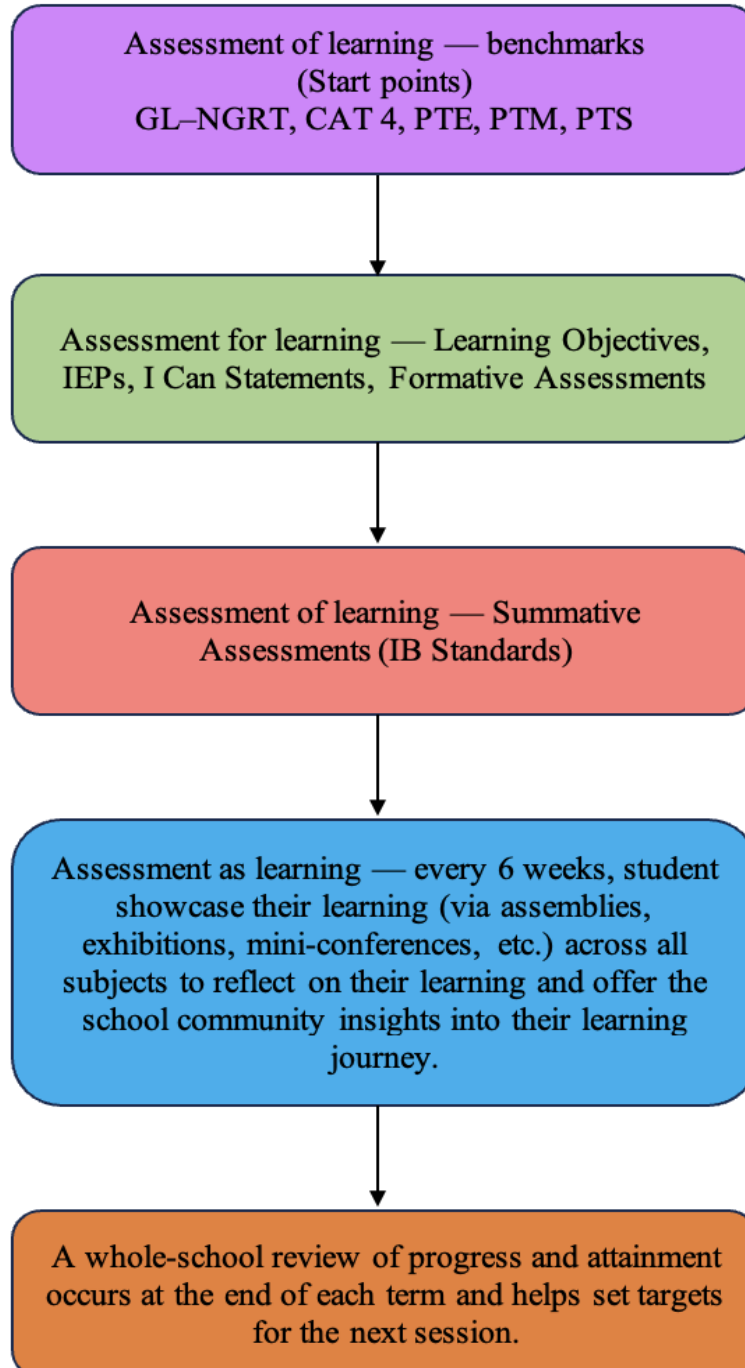 Assessment of learning — benchmarks
(Start points)
GL–NGRT, CAT 4, PTE, PTM, PTS
Assessment for learning — Learning Objectives,
IEPs, I Can Statements, Formative Assessments
Assessment of learning — Summative
Assessments (IB Standards)
Assessment as learning — every 6 weeks, student
showcase their learning (via assemblies,
exhibitions, mini-conferences, etc.) across all
subjects to reflect on their learning and offer the
school community insights into their learning
journey.
A whole-school review of progress and attainment
occurs at the end of each term and helps set targets
for the next session.